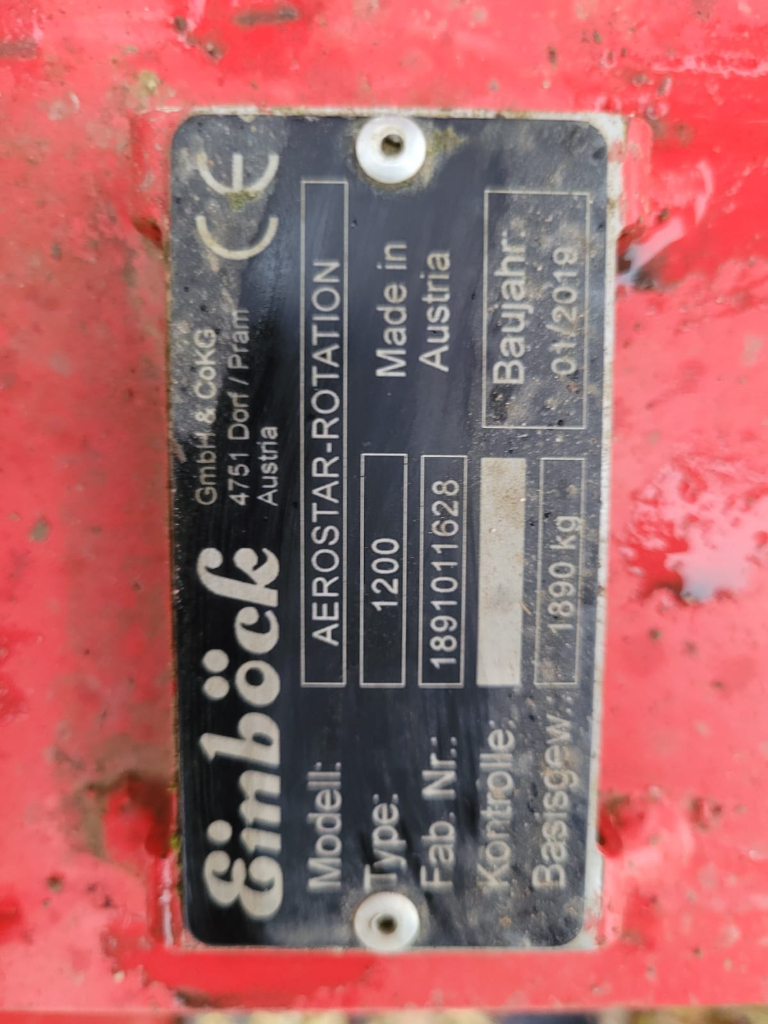 Einböck
GmbH & CoKG
4751 Dorf / Pram
Austria
CE
Modell: AEROSTAR-ROTATION
Type: 1200
Made in
Austria
Fab. Nr.: 1891011628
Kontrolle:
Baujahr:
01/2019
Basisgew.: 1890 kg